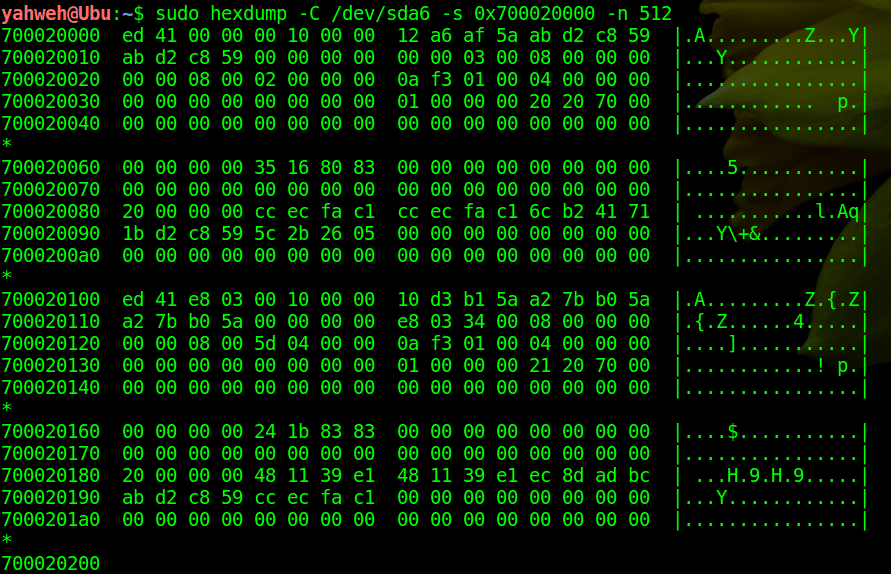 yahweh@Ubu:~$ sudo hexdump -C /dev/sda6 -s 0x700020000 -n 512
700020000  ed 41 00 00 00 10 00 00  12 a6 af 5a ab d2 c8 59  |.A.........Z...Y|
700020010  ab d2 c8 59 00 00 00 00  00 00 03 00 08 00 00 00  |...Y............|
700020020  00 00 08 00 02 00 00 00  0a f3 01 00 04 00 00 00  |................|
700020030  00 00 00 00 00 00 00 00  01 00 00 00 20 20 70 00  |............  p.|
700020040  00 00 00 00 00 00 00 00  00 00 00 00 00 00 00 00  |................|
*
700020060  00 00 00 00 35 16 80 83  00 00 00 00 00 00 00 00  |....5...........|
700020070  00 00 00 00 00 00 00 00  00 00 00 00 00 00 00 00  |................|
700020080  20 00 00 00 cc ec fa c1  cc ec fa c1 6c b2 41 71  | ...........l.Aq|
700020090  1b d2 c8 59 5c 2b 26 05  00 00 00 00 00 00 00 00  |...Y\+&.........|
7000200a0  00 00 00 00 00 00 00 00  00 00 00 00 00 00 00 00  |................|
*
700020100  ed 41 e8 03 00 10 00 00  10 d3 b1 5a a2 7b b0 5a  |.A.........Z.{.Z|
700020110  a2 7b b0 5a 00 00 00 00  e8 03 34 00 08 00 00 00  |.{.Z......4.....|
700020120  00 00 08 00 5d 04 00 00  0a f3 01 00 04 00 00 00  |....]...........|
700020130  00 00 00 00 00 00 00 00  01 00 00 00 21 20 70 00  |............! p.|
700020140  00 00 00 00 00 00 00 00  00 00 00 00 00 00 00 00  |................|
*
700020160  00 00 00 00 24 1b 83 83  00 00 00 00 00 00 00 00  |....$...........|
700020170  00 00 00 00 00 00 00 00  00 00 00 00 00 00 00 00  |................|
700020180  20 00 00 00 48 11 39 e1  48 11 39 e1 ec 8d ad bc  | ...H.9.H.9.....|
700020190  ab d2 c8 59 cc ec fa c1  00 00 00 00 00 00 00 00  |...Y............|
7000201a0  00 00 00 00 00 00 00 00  00 00 00 00 00 00 00 00  |................|
*
700020200